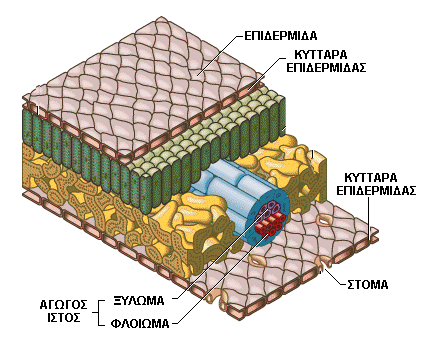 ΕΠΙΔΕΡΜΙΔΑ
ΚΥΤΤΑΡΑ
ΕΠΙΔΕΡΜΙΔΑΣ
ΚΥΤΤΑΡΑ
ΕΠΙΔΕΡΜΙΔΑΣ
ΣΤΟΜΑ
ΑΓΩΓΟΣ
ΙΣΤΟΣ
ΞΥΛΩΜΑ
ΦΛΟΙΩΜΑ